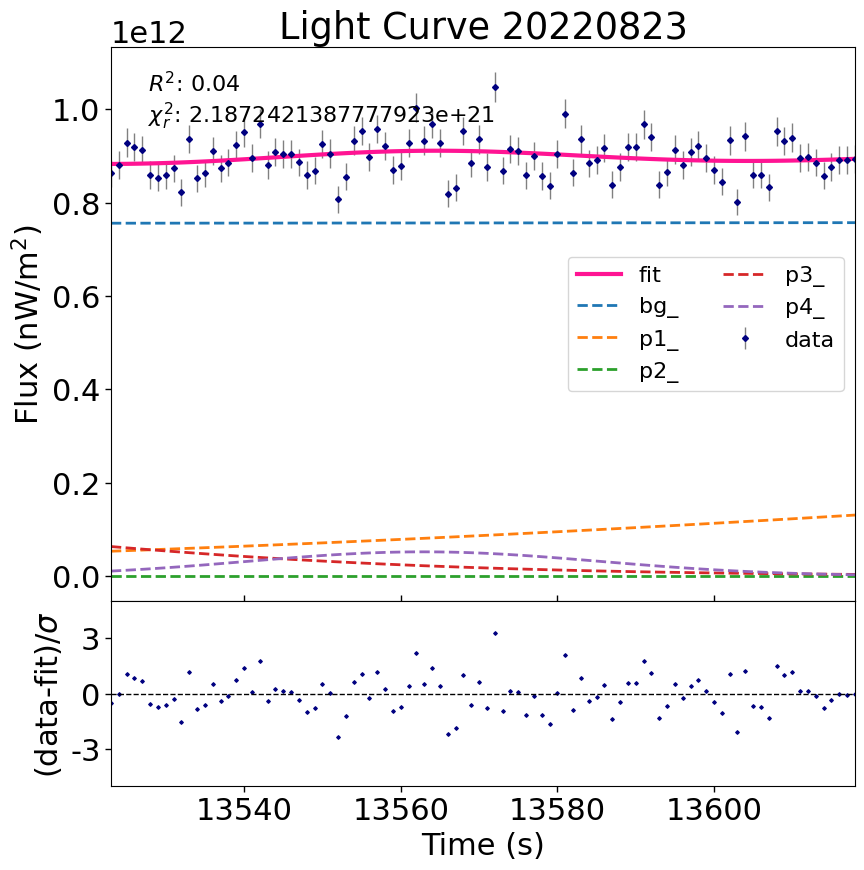 Light Curve 20220823
1e12
R²: 0.04
χ²ᵣ: 2.1872421387777923e+21
1.0
0.8
0.6
0.4
0.2
0.0
Flux (nW/m²)
fit
bg_
p1_
p2_
p3_
p4_
data
3
0
-3
(data-fit)/σ
13540 13560 13580 13600
Time (s)